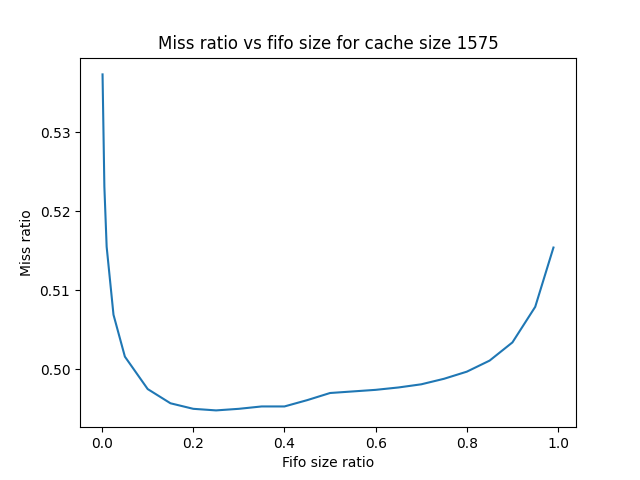 Miss ratio vs fifo size for cache size 1575
0.53
0.52
0.51
0.50
Miss ratio
0.0 0.2 0.4 0.6 0.8 1.0
Fifo size ratio